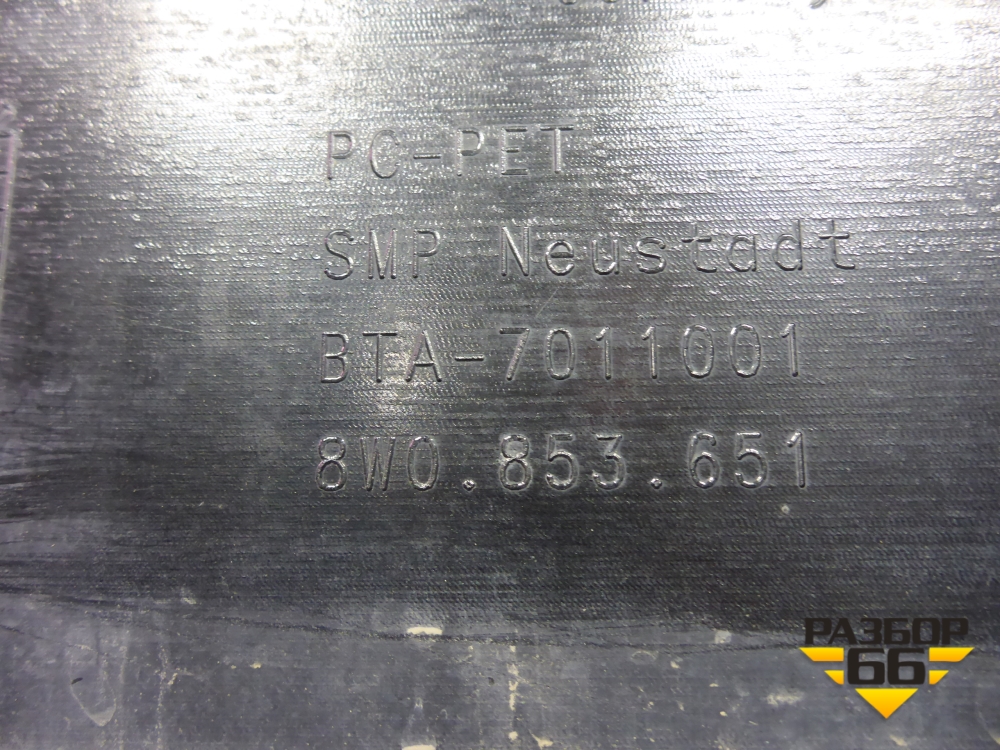 PC-PET
SMP Neustadt
BTA-7011001
8W0.853.651
РАЗБОР
66